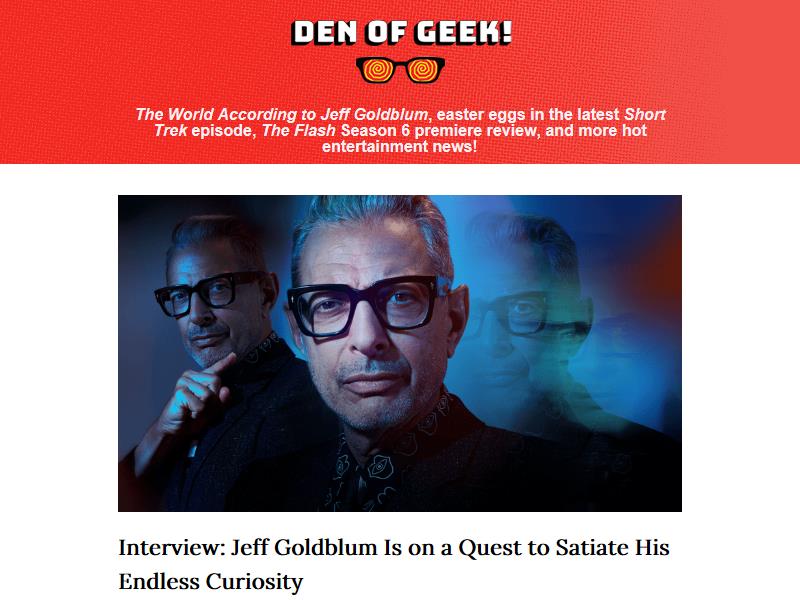 DEN OF GEEK!
The World According to Jeff Goldblum, easter eggs in the latest Short
Trek episode, The Flash Season 6 premiere review, and more hot
entertainment news!
Interview: Jeff Goldblum Is on a Quest to Satiate His
Endless Curiosity